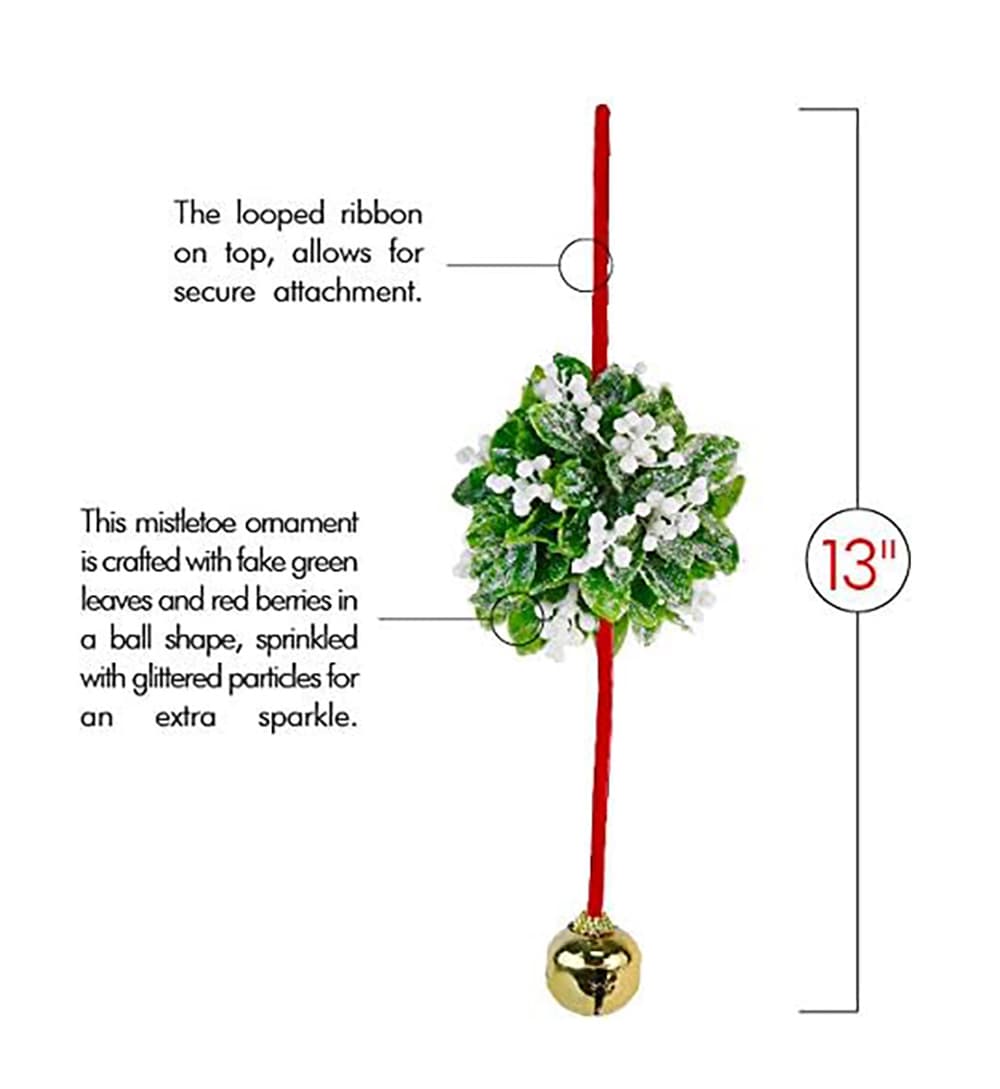 The looped ribbon
on top, allows for
secure attachment.
This mistletoe ornament
is crafted with fake green
leaves and red berries in
a ball shape, sprinkled
with glittered particles for
an extra sparkle.
13"